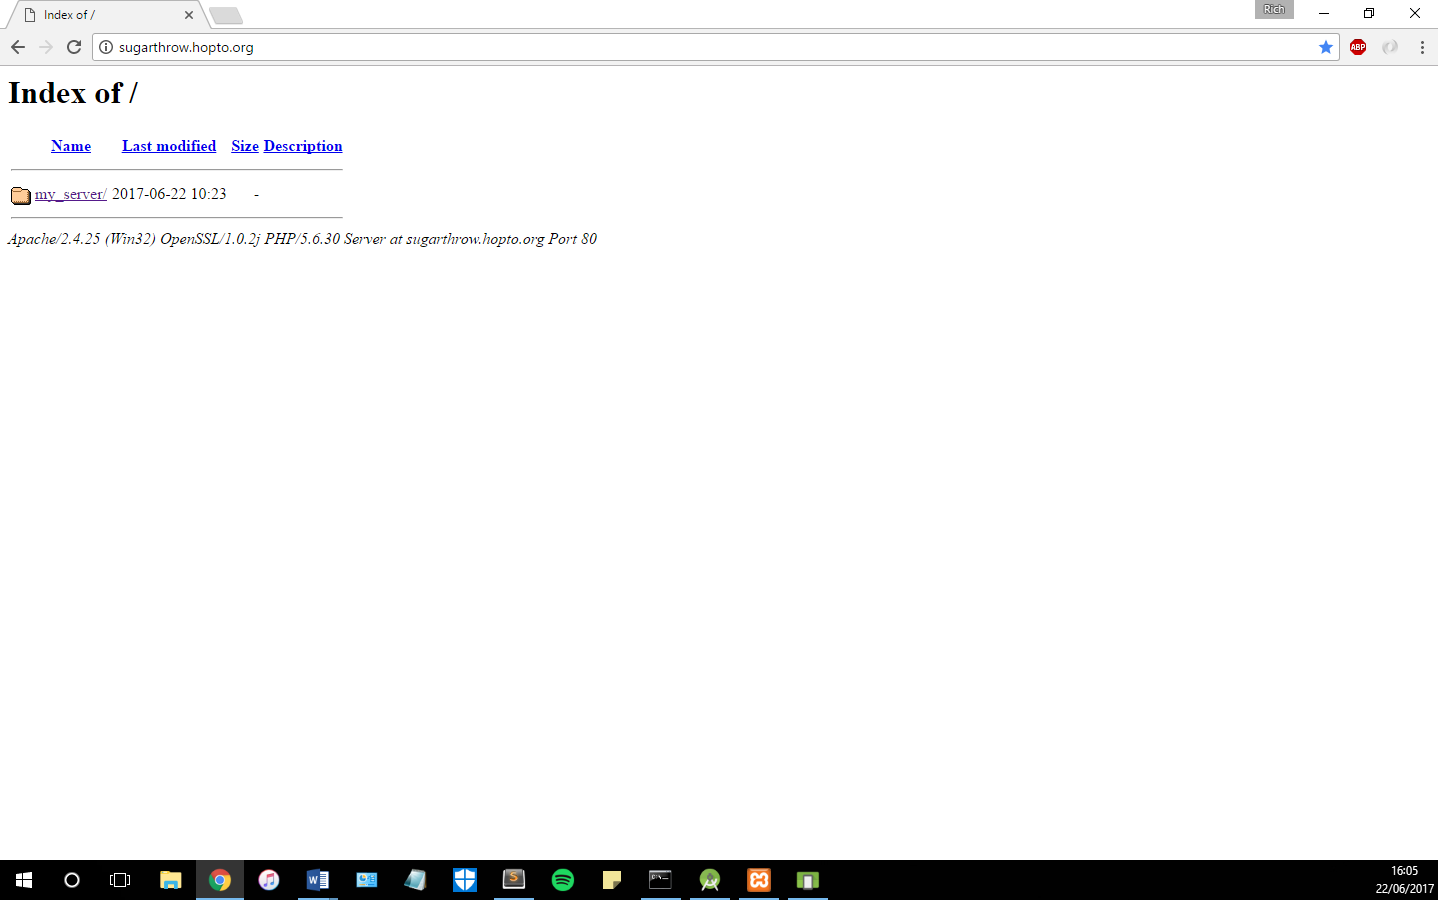 Index of /
Rich
sugarthrow.hopto.org
ABP
Index of /
Name Last modified Size Description
my_server/ 2017-06-22 10:23 -
Apache/2.4.25 (Win32) OpenSSL/1.0.2j PHP/5.6.30 Server at sugarthrow.hopto.org Port 80
16:05
22/06/2017